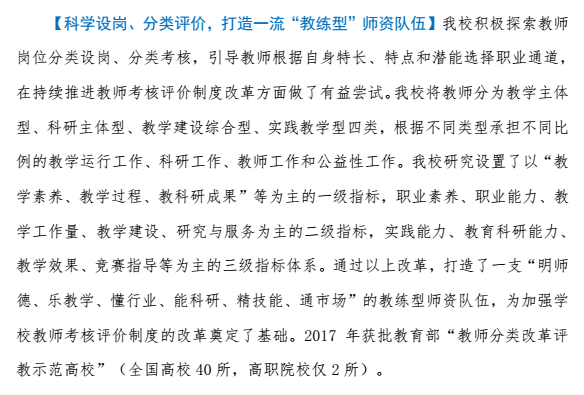 【科学设岗、分类评价，打造一流“教练型”师资队伍】我校积极探索教师
岗位分类设岗、分类考核，引导教师根据自身特长、特点和潜能选择职业通道，
在持续推进教师考核评价制度改革方面做了有益尝试。我校将教师分为教学主体
型、科研主体型、教学建设综合型、实践教学型四类，根据不同类型承担不同比
例的教学运行工作、科研工作、教师工作和公益性工作。我校研究设置了以“教
学素养、教学过程、教科研成果”等为主的一级指标，职业素养、职业能力、教
学工作量、教学建设、研究与服务为主的二级指标，实践能力、教育科研能力、
教学效果、竞赛指导等为主的三级指标体系。通过以上改革，打造了一支“明师
德、乐教学、懂行业、能科研、精技能、通市场”的教练型师资队伍，为加强学
校教师考核评价制度的改革奠定了基础。2017 年获批教育部“教师分类改革评
教示范高校”（全国高校 40 所，高职院校仅 2 所）。